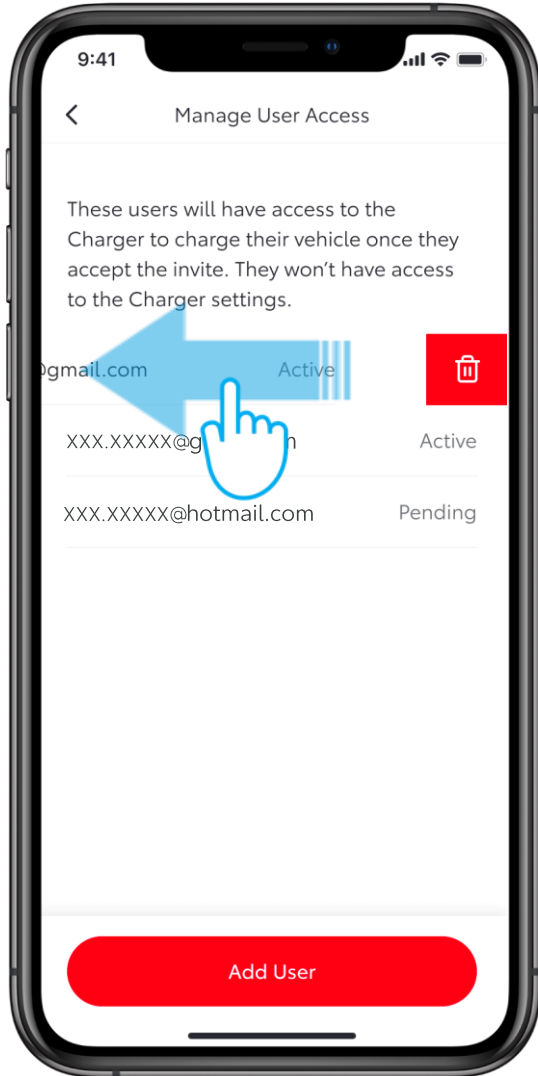 9:41
Manage User Access
These users will have access to the
Charger to charge their vehicle once they
accept the invite. They won't have access
to the Charger settings.
@gmail.com Active
XXX.XXXXX@g m Active
XXX.XXXXX@hotmail.com Pending
Add User